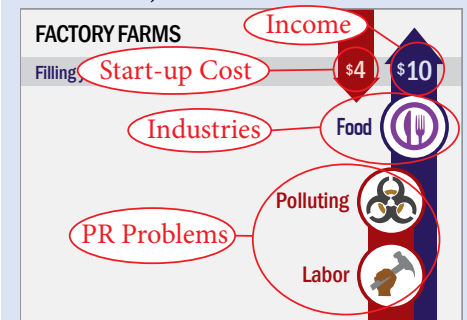 Income
FACTORY FARMS
Filling
Start-up Cost
$4
$10
Industries
Food
Polluting
PR Problems
Labor